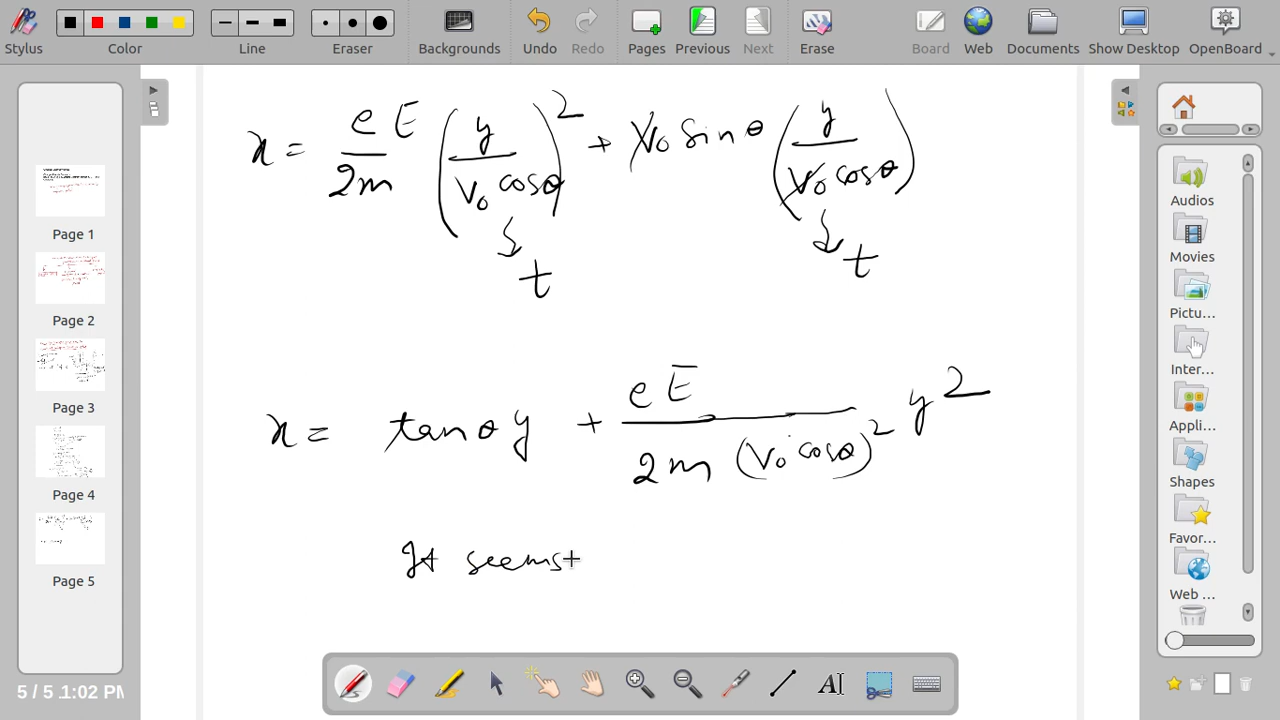 Stylus Color Line Eraser Backgrounds Undo Redo Pages Previous Next Erase Board Web Documents Show Desktop OpenBoard
Page 1
Page 2
Page 3
Page 4
Page 5
5 / 5 1:02 PM
x = eE/2m (y/v₀ cosθ)² + v₀ sinθ (y/v₀ cosθ)
t t
x = tanθ y + eE/2m (v₀ cosθ)² y²
It seems t
Audios
Movies
Pictu...
Inter...
Appli...
Shapes
Favor...
Web ...